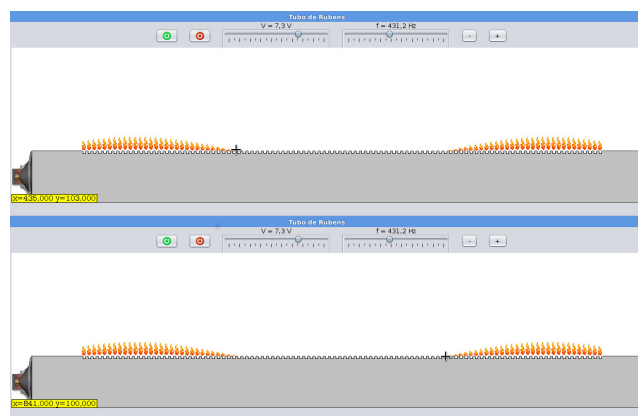 Tubo de Rubens
V = 7,3 V
f = 431,2 Hz
-
+
x=435,000 y=103,000
Tubo de Rubens
V = 7,3 V
f = 431,2 Hz
-
+
x=841,000 y=100,000